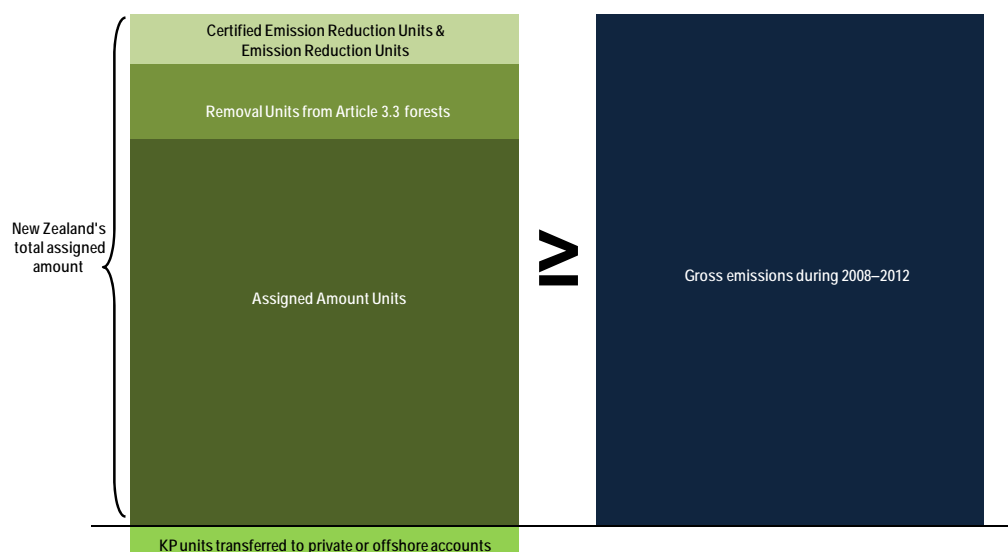 Certified Emission Reduction Units &
Emission Reduction Units
Removal Units from Article 3.3 forests
New Zealand's
total assigned
amount
Assigned Amount Units
≥
Gross emissions during 2008–2012
KP units transferred to private or offshore accounts